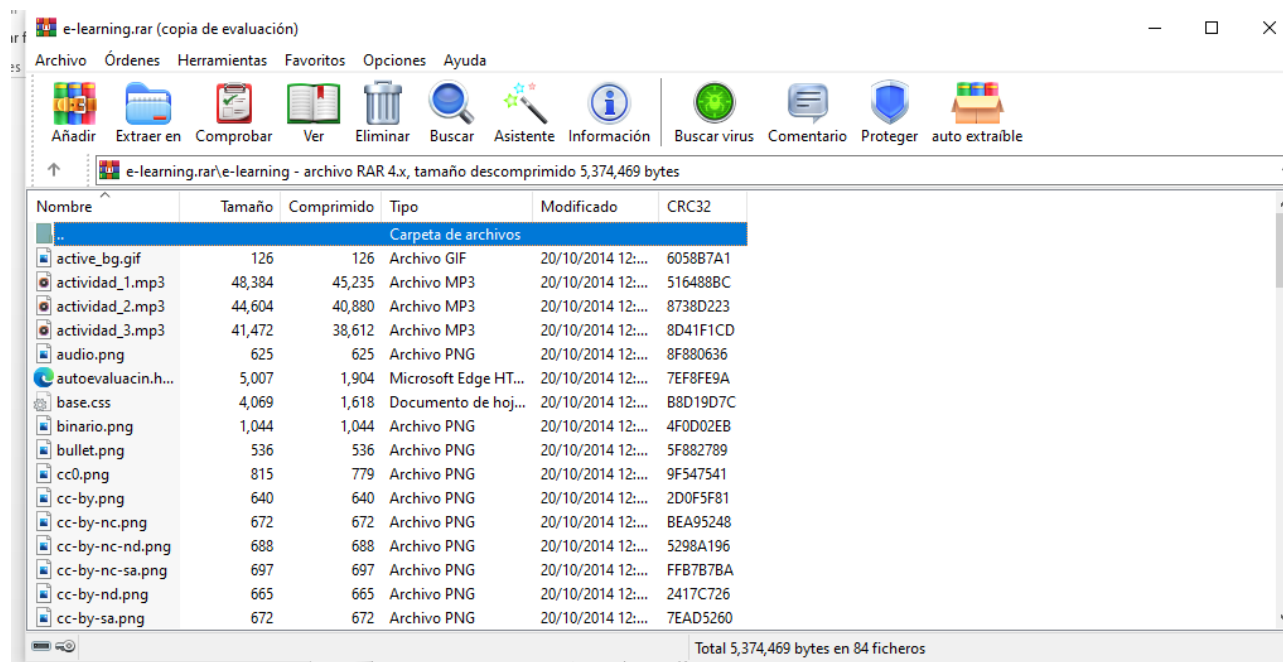 e-learning.rar (copia de evaluación)
Archivo Órdenes Herramientas Favoritos Opciones Ayuda
Añadir Extraer en Comprobar Ver Eliminar Buscar Asistente Información Buscar virus Comentario Proteger auto extraíble
e-learning.rar\e-learning - archivo RAR 4.x, tamaño descomprimido 5,374,469 bytes
Nombre Tamaño Comprimido Tipo Modificado CRC32
.. Carpeta de archivos
active_bg.gif 126 126 Archivo GIF 20/10/2014 12:... 6058B7A1
actividad_1.mp3 48,384 45,235 Archivo MP3 20/10/2014 12:... 516488BC
actividad_2.mp3 44,604 40,880 Archivo MP3 20/10/2014 12:... 8738D223
actividad_3.mp3 41,472 38,612 Archivo MP3 20/10/2014 12:... 8D41F1CD
audio.png 625 625 Archivo PNG 20/10/2014 12:... 8F880636
autoevaluacin.h... 5,007 1,904 Microsoft Edge HT... 20/10/2014 12:... 7EF8FE9A
base.css 4,069 1,618 Documento de hoj... 20/10/2014 12:... B8D19D7C
binario.png 1,044 1,044 Archivo PNG 20/10/2014 12:... 4F0D02EB
bullet.png 536 536 Archivo PNG 20/10/2014 12:... 5F882789
cc0.png 815 779 Archivo PNG 20/10/2014 12:... 9F547541
cc-by.png 640 640 Archivo PNG 20/10/2014 12:... 2D0F5F81
cc-by-nc.png 672 672 Archivo PNG 20/10/2014 12:... BEA95248
cc-by-nc-nd.png 688 688 Archivo PNG 20/10/2014 12:... 5298A196
cc-by-nc-sa.png 697 697 Archivo PNG 20/10/2014 12:... FFB7B7BA
cc-by-nd.png 665 665 Archivo PNG 20/10/2014 12:... 2417C726
cc-by-sa.png 672 672 Archivo PNG 20/10/2014 12:... 7EAD5260
Total 5,374,469 bytes en 84 ficheros